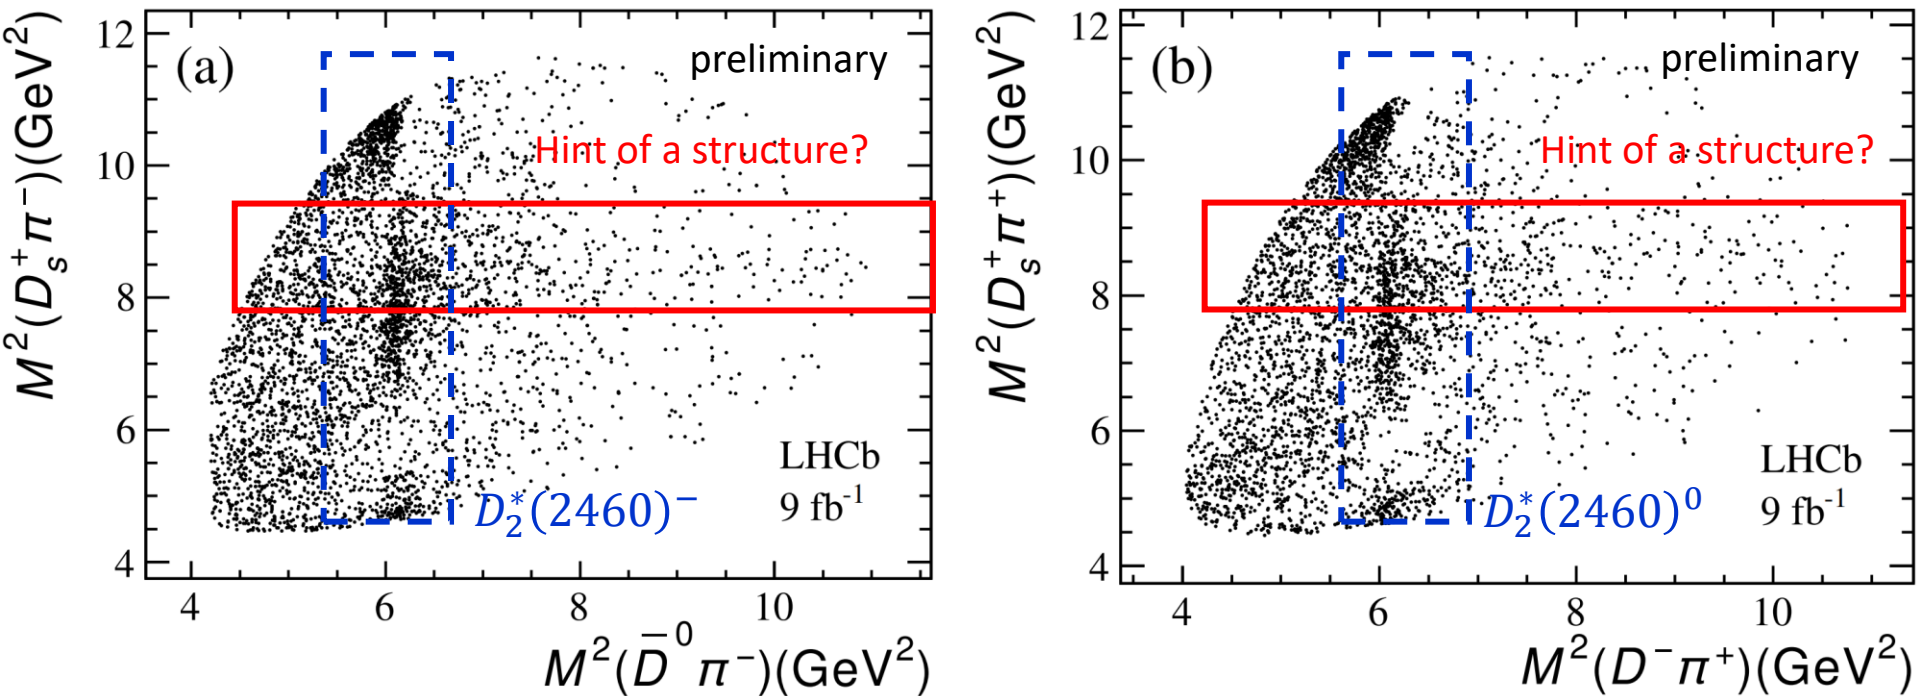 (a)
preliminary
Hint of a structure?
LHCb
9 fb⁻¹
D₂*(2460)⁻
12
10
8
6
4
4 6 8 10
M²(D̄⁰π⁻)(GeV²)
M²(Dₛ⁺π⁻)(GeV²)
(b)
preliminary
Hint of a structure?
LHCb
9 fb⁻¹
D₂*(2460)⁰
12
10
8
6
4
4 6 8 10
M²(D⁻π⁺)(GeV²)
M²(Dₛ⁺π⁺)(GeV²)